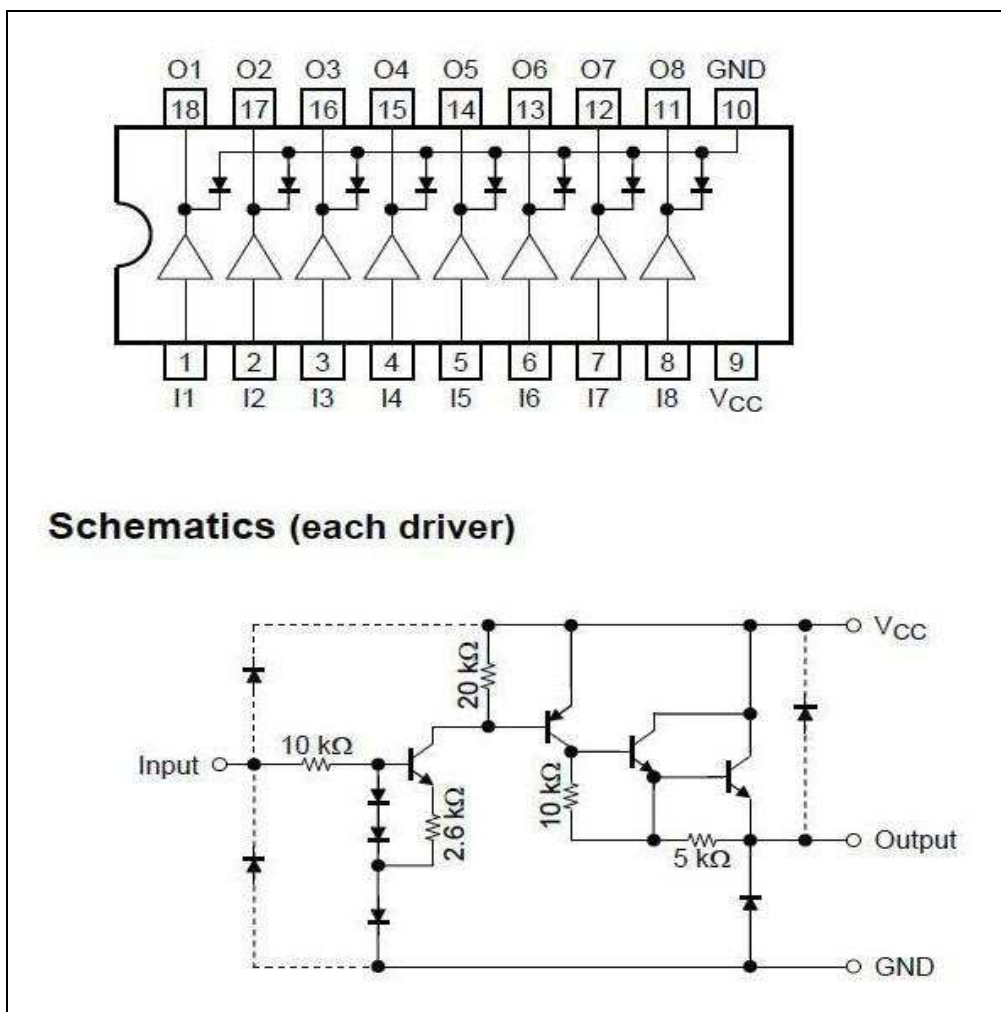 O1 O2 O3 O4 O5 O6 O7 O8 GND
18 17 16 15 14 13 12 11 10
1 2 3 4 5 6 7 8 9
I1 I2 I3 I4 I5 I6 I7 I8 VCC
Schematics (each driver)
VCC
20 kΩ
Input
10 kΩ
2.6 kΩ
10 kΩ
5 kΩ
Output
GND